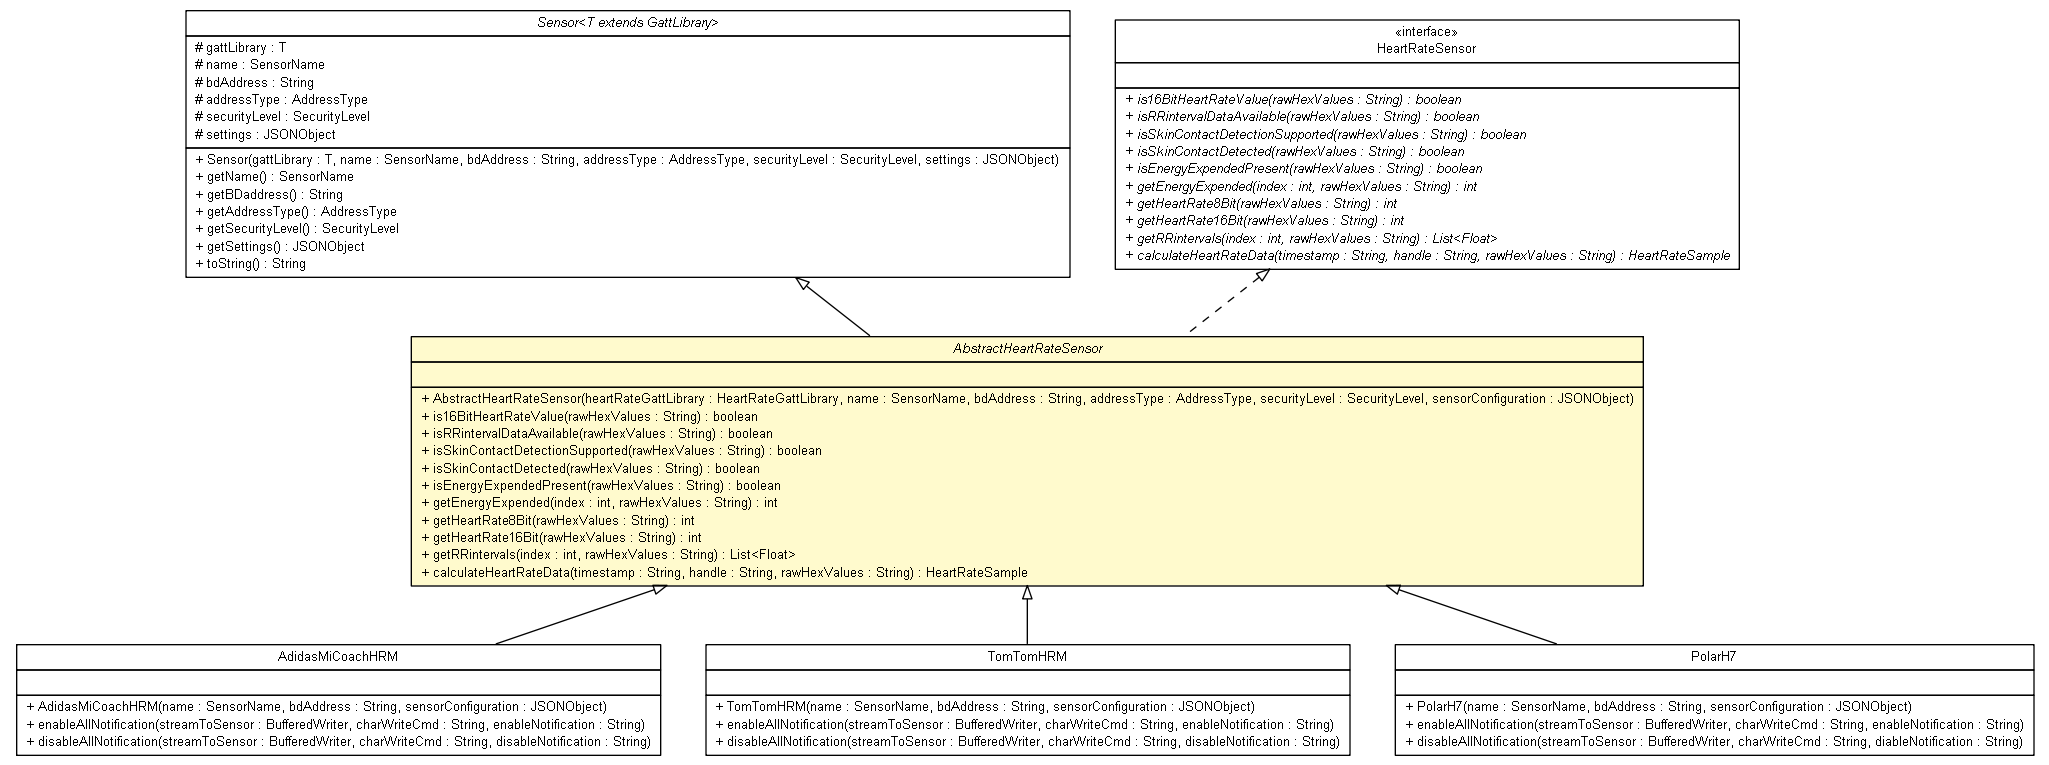 Sensor<T extends GattLibrary>
# gattLibrary : T
# name : SensorName
# bdAddress : String
# addressType : AddressType
# securityLevel : SecurityLevel
# settings : JSONObject
+ Sensor(gattLibrary : T, name : SensorName, bdAddress : String, addressType : AddressType, securityLevel : SecurityLevel, settings : JSONObject)
+ getName() : SensorName
+ getBDaddress() : String
+ getAddressType() : AddressType
+ getSecurityLevel() : SecurityLevel
+ getSettings() : JSONObject
+ toString() : String
«interface»
HeartRateSensor
+ is16BitHeartRateValue(rawHexValues : String) : boolean
+ isRRintervalDataAvailable(rawHexValues : String) : boolean
+ isSkinContactDetectionSupported(rawHexValues : String) : boolean
+ isSkinContactDetected(rawHexValues : String) : boolean
+ isEnergyExpendedPresent(rawHexValues : String) : boolean
+ getEnergyExpended(index : int, rawHexValues : String) : int
+ getHeartRate8Bit(rawHexValues : String) : int
+ getHeartRate16Bit(rawHexValues : String) : int
+ getRRintervals(index : int, rawHexValues : String) : List<Float>
+ calculateHeartRateData(timestamp : String, handle : String, rawHexValues : String) : HeartRateSample
AbstractHeartRateSensor
+ AbstractHeartRateSensor(heartRateGattLibrary : HeartRateGattLibrary, name : SensorName, bdAddress : String, addressType : AddressType, securityLevel : SecurityLevel, sensorConfiguration : JSONObject)
+ is16BitHeartRateValue(rawHexValues : String) : boolean
+ isRRintervalDataAvailable(rawHexValues : String) : boolean
+ isSkinContactDetectionSupported(rawHexValues : String) : boolean
+ isSkinContactDetected(rawHexValues : String) : boolean
+ isEnergyExpendedPresent(rawHexValues : String) : boolean
+ getEnergyExpended(index : int, rawHexValues : String) : int
+ getHeartRate8Bit(rawHexValues : String) : int
+ getHeartRate16Bit(rawHexValues : String) : int
+ getRRintervals(index : int, rawHexValues : String) : List<Float>
+ calculateHeartRateData(timestamp : String, handle : String, rawHexValues : String) : HeartRateSample
AdidasMiCoachHRM
+ AdidasMiCoachHRM(name : SensorName, bdAddress : String, sensorConfiguration : JSONObject)
+ enableAllNotification(streamToSensor : BufferedWriter, charWriteCmd : String, enableNotification : String)
+ disableAllNotification(streamToSensor : BufferedWriter, charWriteCmd : String, disableNotification : String)
TomTomHRM
+ TomTomHRM(name : SensorName, bdAddress : String, sensorConfiguration : JSONObject)
+ enableAllNotification(streamToSensor : BufferedWriter, charWriteCmd : String, enableNotification : String)
+ disableAllNotification(streamToSensor : BufferedWriter, charWriteCmd : String, disableNotification : String)
PolarH7
+ PolarH7(name : SensorName, bdAddress : String, sensorConfiguration : JSONObject)
+ enableAllNotification(streamToSensor : BufferedWriter, charWriteCmd : String, enableNotification : String)
+ disableAllNotification(streamToSensor : BufferedWriter, charWriteCmd : String, diableNotification : String)